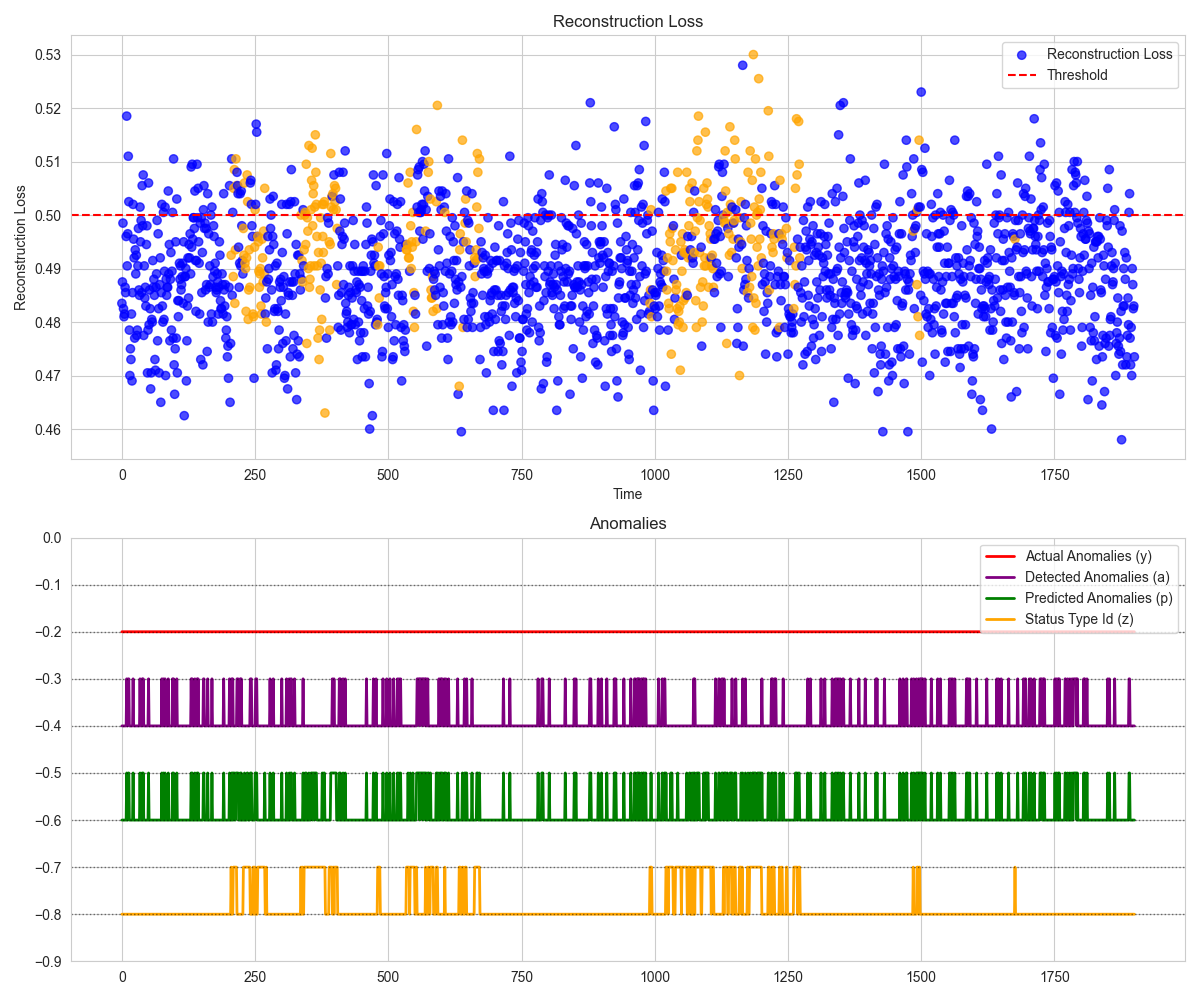 Reconstruction Loss
Reconstruction Loss
Threshold
0.53
0.52
0.51
0.50
0.49
0.48
0.47
0.46
Reconstruction Loss
0 250 500 750 1000 1250 1500 1750
Time
Anomalies
Actual Anomalies (y)
Detected Anomalies (a)
Predicted Anomalies (p)
Status Type Id (z)
0.0
−0.1
−0.2
−0.3
−0.4
−0.5
−0.6
−0.7
−0.8
−0.9
0 250 500 750 1000 1250 1500 1750